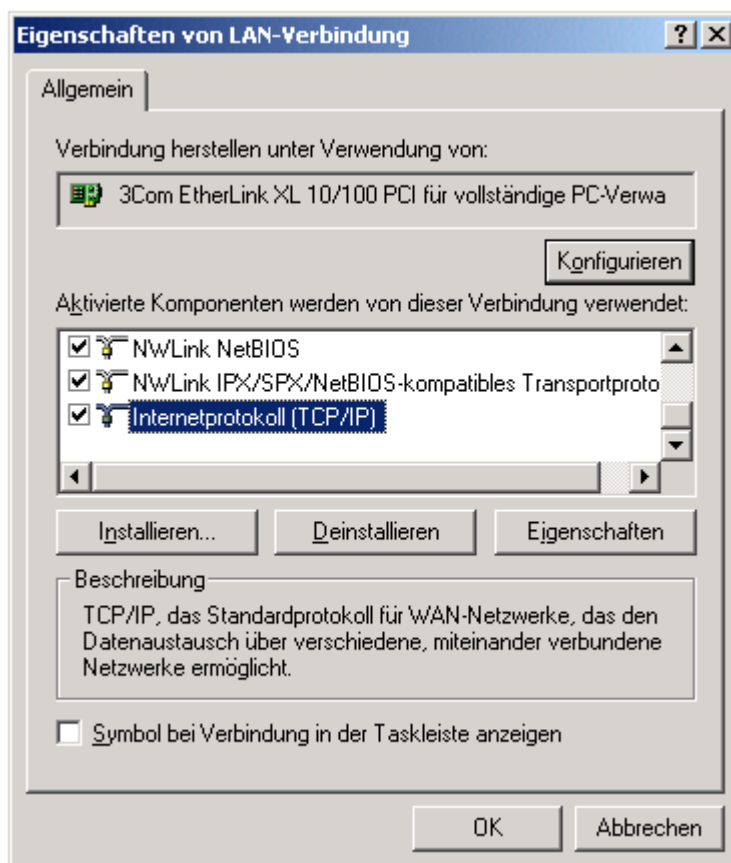 Eigenschaften von LAN-Verbindung
Allgemein
Verbindung herstellen unter Verwendung von:
3Com EtherLink XL 10/100 PCI für vollständige PC-Verwa
Konfigurieren
Aktivierte Komponenten werden von dieser Verbindung verwendet:
NWLink NetBIOS
NWLink IPX/SPX/NetBIOS-kompatibles Transportproto
Internetprotokoll (TCP/IP)
Installieren... Deinstallieren Eigenschaften
Beschreibung
TCP/IP, das Standardprotokoll für WAN-Netzwerke, das den
Datenaustausch über verschiedene, miteinander verbundene
Netzwerke ermöglicht.
Symbol bei Verbindung in der Taskleiste anzeigen
OK Abbrechen